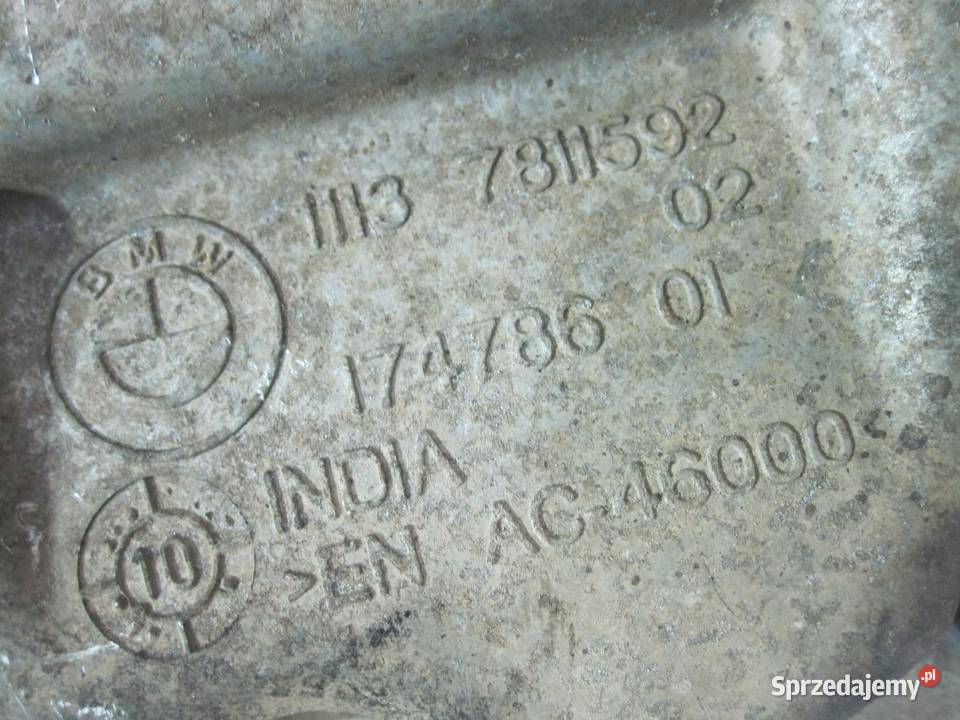 1113 7811592
02
BMW
174786 01
INDIA
>EN AC-46000<
10
Sprzedajemy.pl